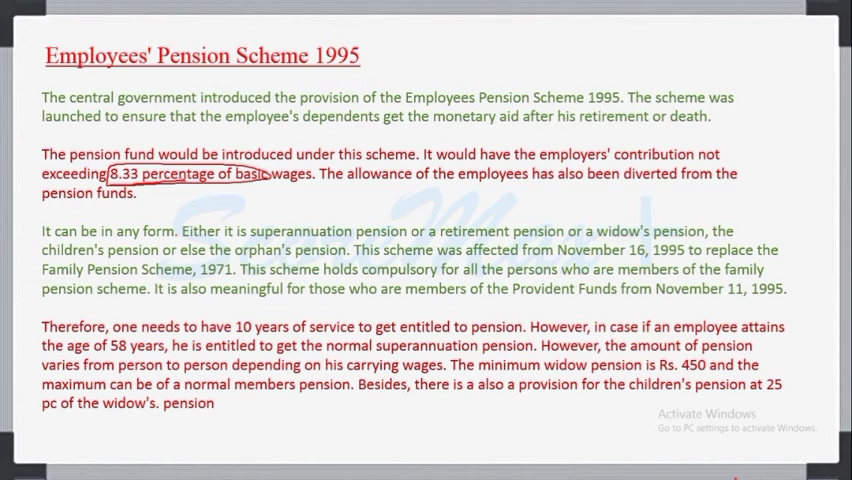 Employees' Pension Scheme 1995
The central government introduced the provision of the Employees Pension Scheme 1995. The scheme was
launched to ensure that the employee's dependents get the monetary aid after his retirement or death.
The pension fund would be introduced under this scheme. It would have the employers' contribution not
exceeding 8.33 percentage of basic wages. The allowance of the employees has also been diverted from the
pension funds.
It can be in any form. Either it is superannuation pension or a retirement pension or a widow's pension, the
children's pension or else the orphan's pension. This scheme was affected from November 16, 1995 to replace the
Family Pension Scheme, 1971. This scheme holds compulsory for all the persons who are members of the family
pension scheme. It is also meaningful for those who are members of the Provident Funds from November 11, 1995.
Therefore, one needs to have 10 years of service to get entitled to pension. However, in case if an employee attains
the age of 58 years, he is entitled to get the normal superannuation pension. However, the amount of pension
varies from person to person depending on his carrying wages. The minimum widow pension is Rs. 450 and the
maximum can be of a normal members pension. Besides, there is a also a provision for the children's pension at 25
pc of the widow's. pension
Activate Windows
Go to PC settings to activate Windows.